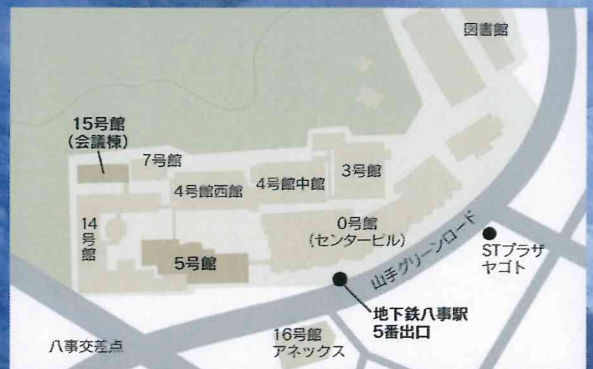 図書館
15号館
(会議棟)
7号館
4号館西館
4号館中館
3号館
14
号
館
0号館
(センタービル)
5号館
山手グリーンロード
STプラザ
ヤゴト
地下鉄八事駅
5番出口
16号館
アネックス
八事交差点